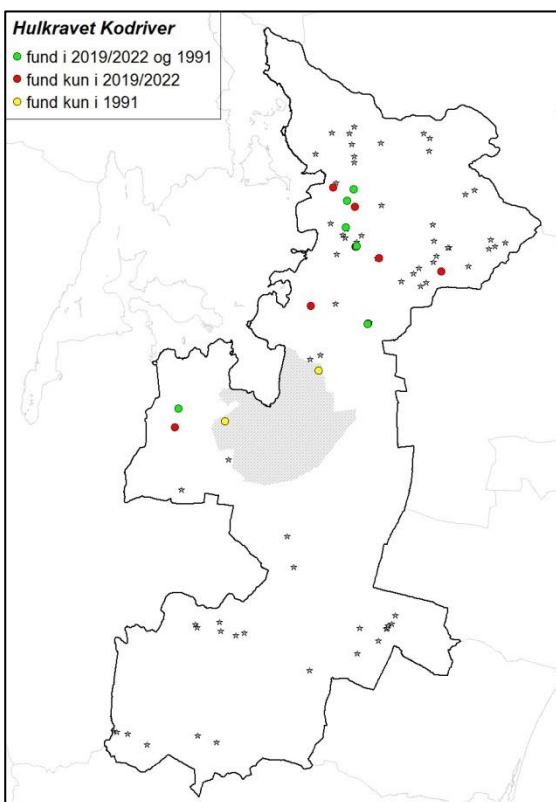 Hulkravet Kodriver
fund i 2019/2022 og 1991
fund kun i 2019/2022
fund kun i 1991